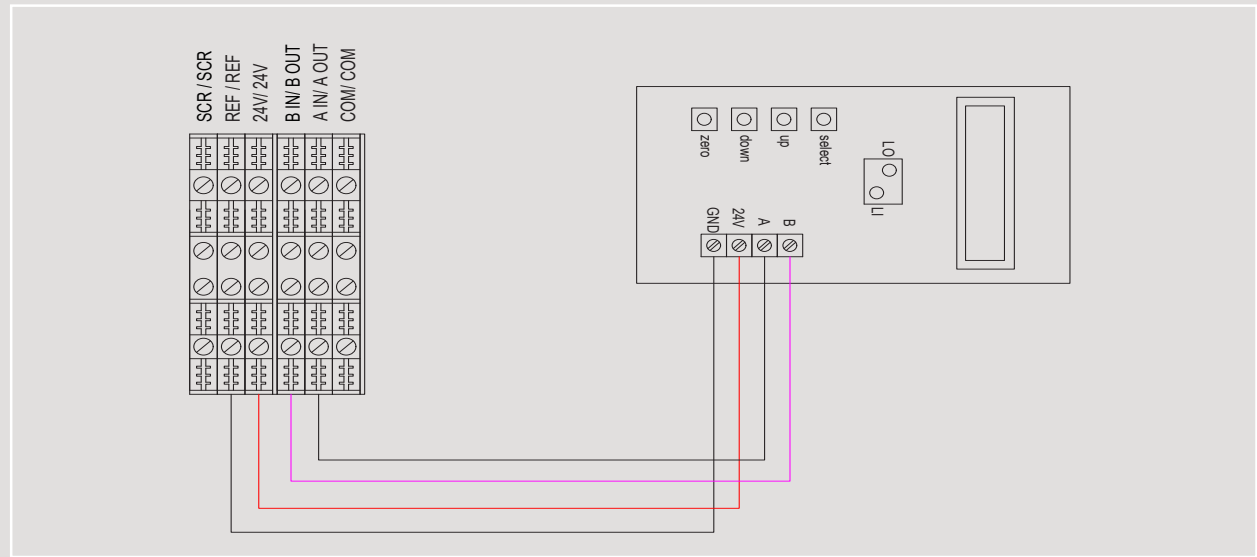 SCR / SCR
REF / REF
24V/ 24V
B IN/ B OUT
A IN/ A OUT
COM/ COM
zero
down
up
select
LO
LI
GND
24V
A
B